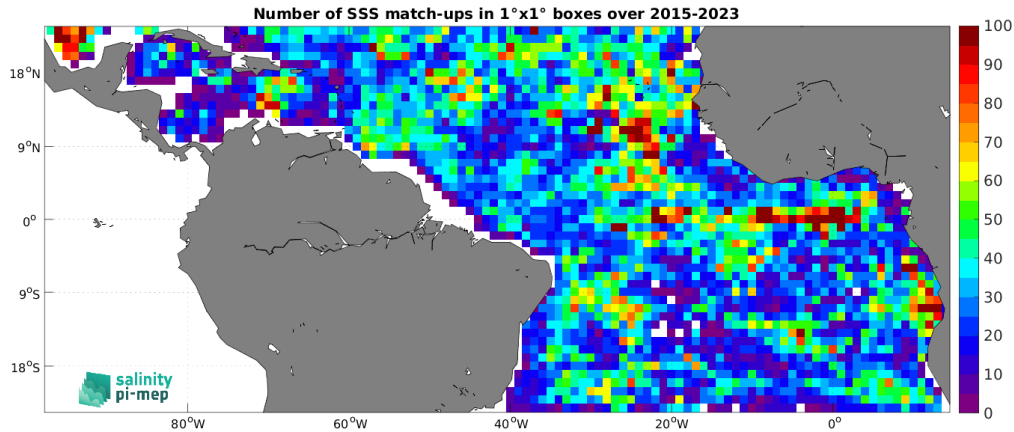 Number of SSS match-ups in 1°x1° boxes over 2015-2023
100
90
80
70
60
50
40
30
20
10
0
18°N
9°N
0°
9°S
18°S
80°W
60°W
40°W
20°W
0°
salinity
pi-mep